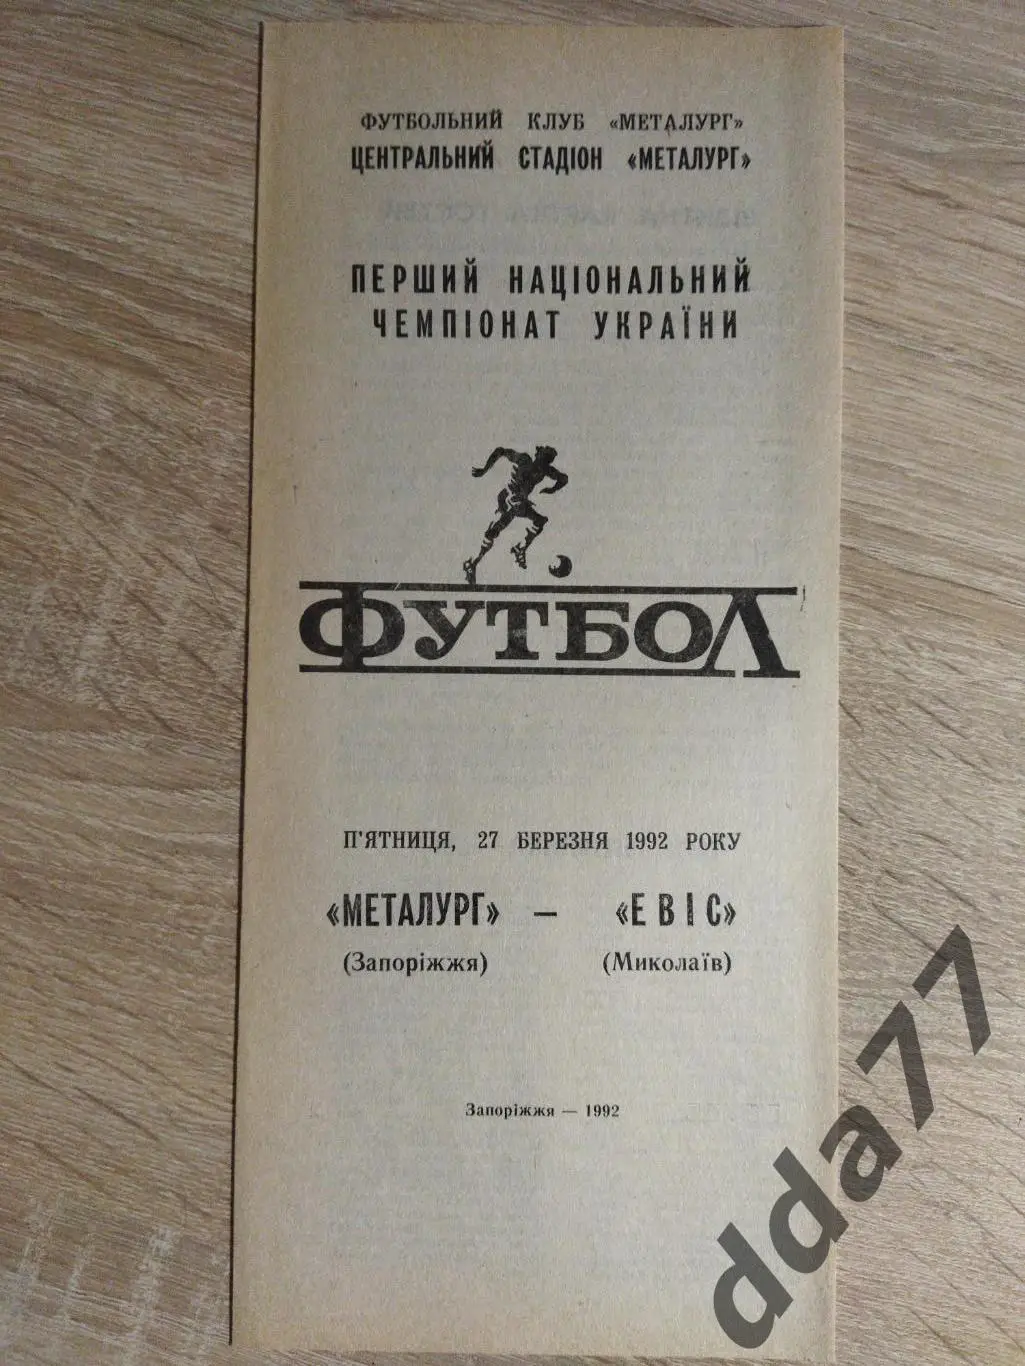 ФУТБОЛЬНИЙ КЛУБ «МЕТАЛУРГ»
ЦЕНТРАЛЬНИЙ СТАДІОН «МЕТАЛУРГ»
ПЕРШИЙ НАЦІОНАЛЬНИЙ
ЧЕМПІОНАТ УКРАЇНИ
ФУТБОЛ
П'ЯТНИЦЯ, 27 БЕРЕЗНЯ 1992 РОКУ
«МЕТАЛУРГ» — «ЕВІС»
(Запоріжжя) (Миколаїв)
Запоріжжя — 1992
dda77